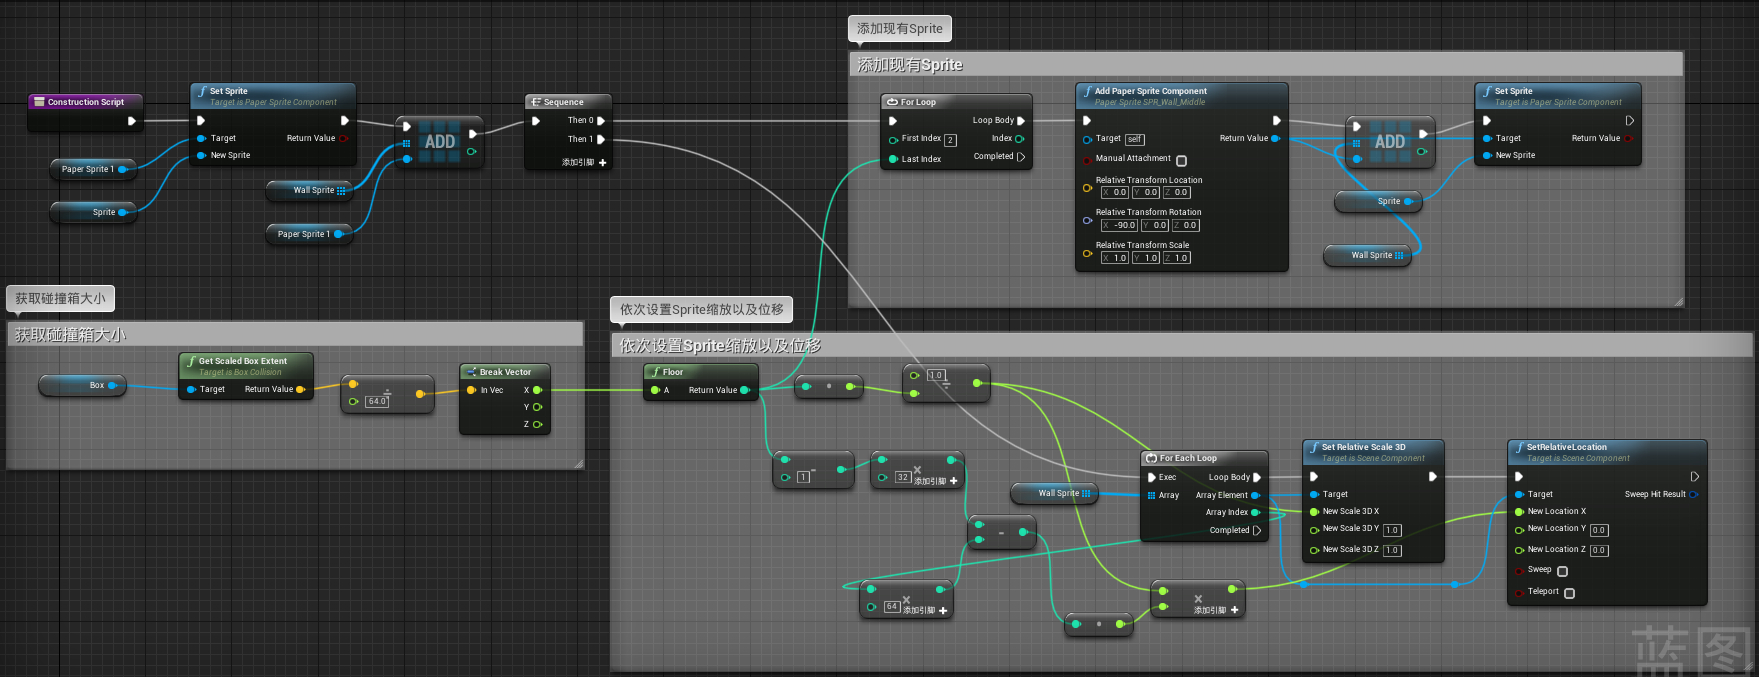 Construction Script
Set Sprite
Target is Paper Sprite Component
Target
Return Value
New Sprite
Paper Sprite 1
Sprite
ADD
Wall Sprite
Paper Sprite 1
Sequence
Then 0
Then 1
添加引脚
添加现有Sprite
添加现有Sprite
For Loop
Loop Body
First Index 2
Index
Last Index
Completed
Add Paper Sprite Component
Paper Sprite SPR_Wall_Middle
Target self
Return Value
Manual Attachment
Relative Transform Location
X 0.0 Y 0.0 Z 0.0
Relative Transform Rotation
X -90.0 Y 0.0 Z 0.0
Relative Transform Scale
X 1.0 Y 1.0 Z 1.0
ADD
Sprite
Wall Sprite
Set Sprite
Target is Paper Sprite Component
Target
Return Value
New Sprite
获取碰撞箱大小
获取碰撞箱大小
Box
Get Scaled Box Extent
Target is Box Collision
Target
Return Value
÷
64.0
Break Vector
In Vec
X
Y
Z
依次设置Sprite缩放以及位移
依次设置Sprite缩放以及位移
Floor
A
Return Value
1.0
÷
1
-
32
×
添加引脚
-
64
×
添加引脚
Wall Sprite
For Each Loop
Exec
Loop Body
Array
Array Element
Array Index
Completed
×
添加引脚
Set Relative Scale 3D
Target is Scene Component
Target
New Scale 3D X
New Scale 3D Y 1.0
New Scale 3D Z 1.0
SetRelativeLocation
Target is Scene Component
Target
Sweep Hit Result
New Location X
New Location Y 0.0
New Location Z 0.0
Sweep
Teleport
蓝图